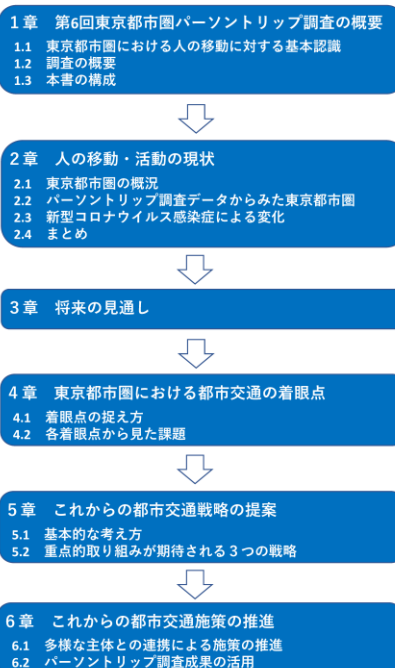 1章 第6回東京都市圏パーソントリップ調査の概要
1.1 東京都市圏における人の移動に対する基本認識
1.2 調査の概要
1.3 本書の構成
2章 人の移動・活動の現状
2.1 東京都市圏の概況
2.2 パーソントリップ調査データからみた東京都市圏
2.3 新型コロナウイルス感染症による変化
2.4 まとめ
3章 将来の見通し
4章 東京都市圏における都市交通の着眼点
4.1 着眼点の捉え方
4.2 各着眼点から見た課題
5章 これからの都市交通戦略の提案
5.1 基本的な考え方
5.2 重点的取り組みが期待される3つの戦略
6章 これからの都市交通施策の推進
6.1 多様な主体との連携による施策の推進
6.2 パーソントリップ調査成果の活用